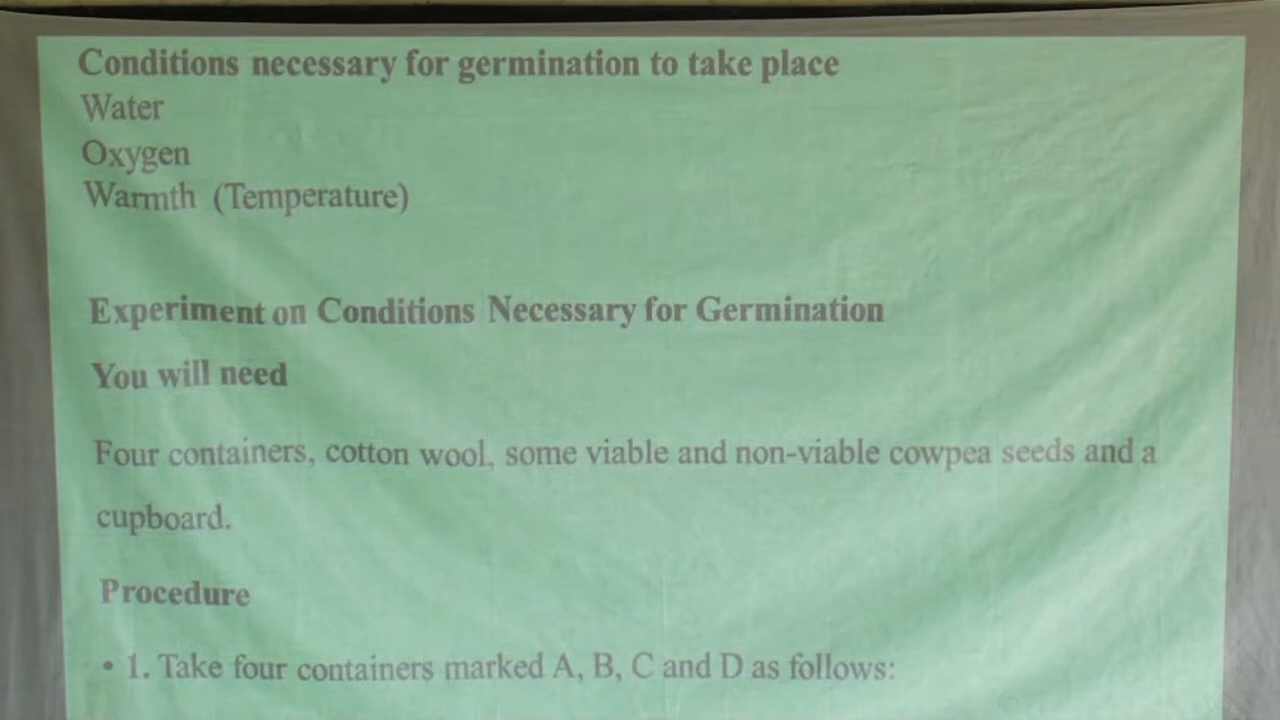 Conditions necessary for germination to take place
Water
Oxygen
Warmth (Temperature)
Experiment on Conditions Necessary for Germination
You will need
Four containers, cotton wool, some viable and non-viable cowpea seeds and a
cupboard.
Procedure
• 1. Take four containers marked A, B, C and D as follows: